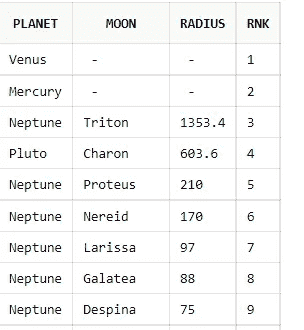 PLANET MOON RADIUS RNK
Venus - - 1
Mercury - - 2
Neptune Triton 1353.4 3
Pluto Charon 603.6 4
Neptune Proteus 210 5
Neptune Nereid 170 6
Neptune Larissa 97 7
Neptune Galatea 88 8
Neptune Despina 75 9